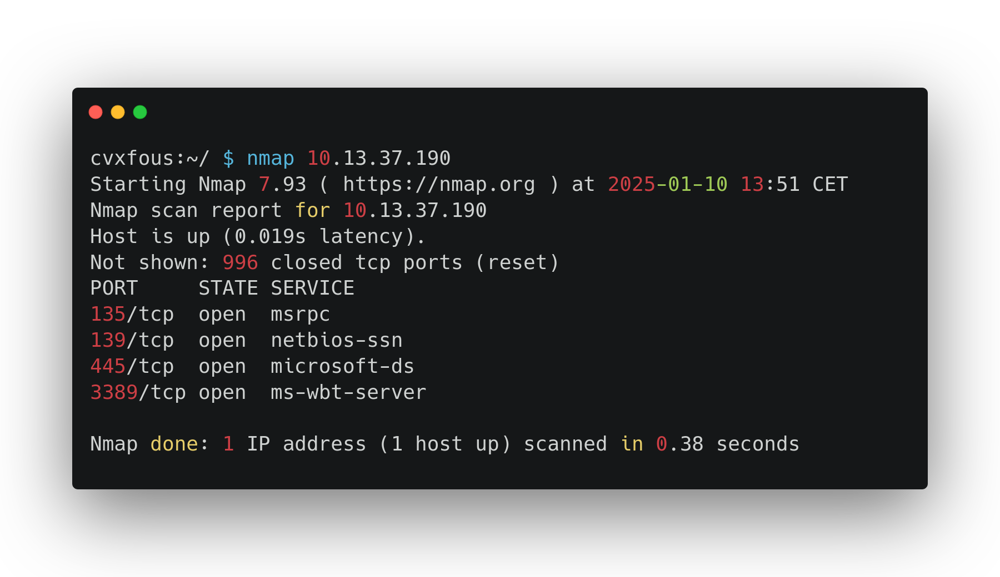 cvxfous:~/ $ nmap 10.13.37.190
Starting Nmap 7.93 ( https://nmap.org ) at 2025-01-10 13:51 CET
Nmap scan report for 10.13.37.190
Host is up (0.019s latency).
Not shown: 996 closed tcp ports (reset)
PORT     STATE SERVICE
135/tcp  open  msrpc
139/tcp  open  netbios-ssn
445/tcp  open  microsoft-ds
3389/tcp open  ms-wbt-server
Nmap done: 1 IP address (1 host up) scanned in 0.38 seconds